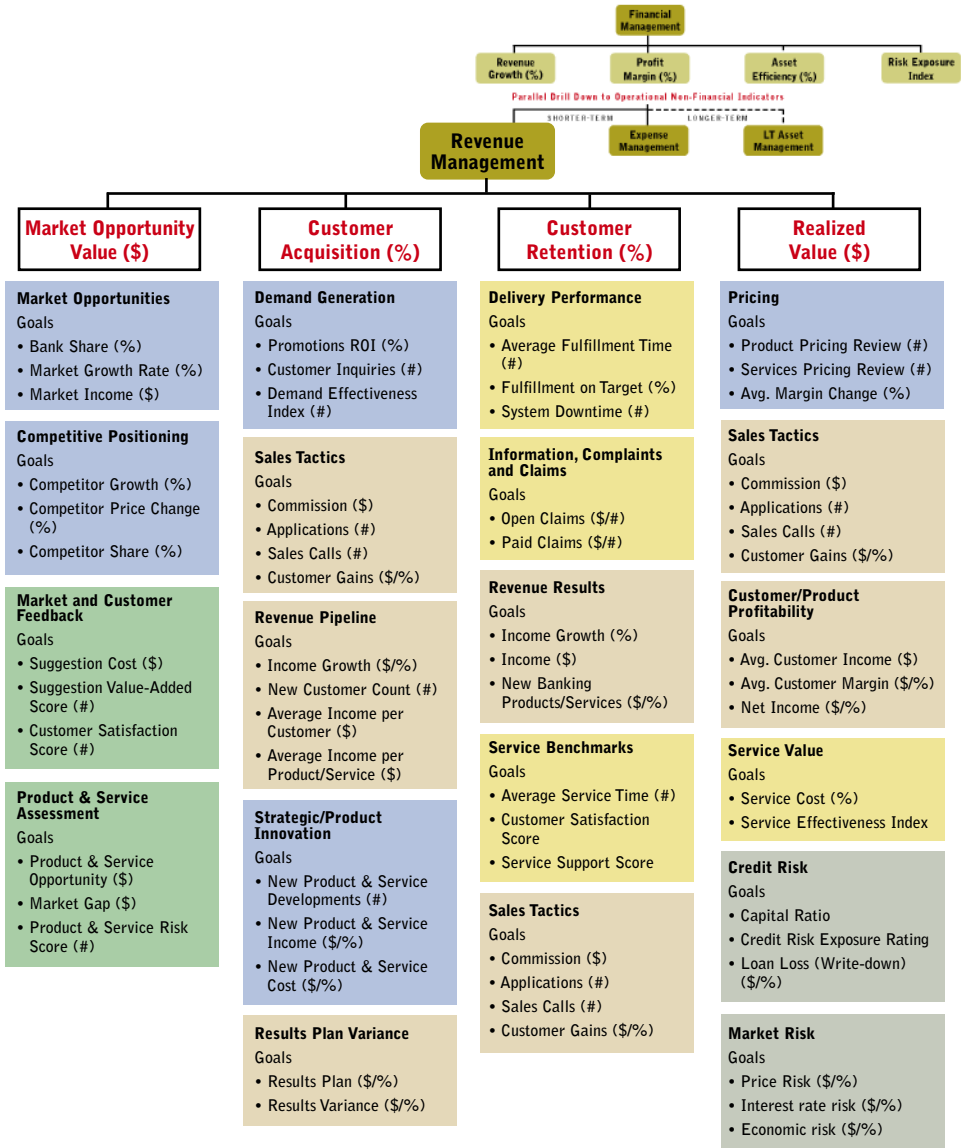 Financial
Management
Revenue
Growth (%)
Profit
Margin (%)
Asset
Efficiency (%)
Risk Exposure
Index
Parallel Drill Down to Operational Non-Financial Indicators
SHORTER-TERM
LONGER-TERM
Revenue
Management
Expense
Management
LT Asset
Management
Market Opportunity
Value ($)
Customer
Acquisition (%)
Customer
Retention (%)
Realized
Value ($)
Market Opportunities
Goals
• Bank Share (%)
• Market Growth Rate (%)
• Market Income ($)
Competitive Positioning
Goals
• Competitor Growth (%)
• Competitor Price Change
(%)
• Competitor Share (%)
Market and Customer
Feedback
Goals
• Suggestion Cost ($)
• Suggestion Value-Added
Score (#)
• Customer Satisfaction
Score (#)
Product & Service
Assessment
Goals
• Product & Service
Opportunity ($)
• Market Gap ($)
• Product & Service Risk
Score (#)
Demand Generation
Goals
• Promotions ROI (%)
• Customer Inquiries (#)
• Demand Effectiveness
Index (#)
Sales Tactics
Goals
• Commission ($)
• Applications (#)
• Sales Calls (#)
• Customer Gains ($/%)
Revenue Pipeline
Goals
• Income Growth ($/%)
• New Customer Count (#)
• Average Income per
Customer ($)
• Average Income per
Product/Service ($)
Strategic/Product
Innovation
Goals
• New Product & Service
Developments (#)
• New Product & Service
Income ($/%)
• New Product & Service
Cost ($/%)
Results Plan Variance
Goals
• Results Plan ($/%)
• Results Variance ($/%)
Delivery Performance
Goals
• Average Fulfillment Time
(#)
• Fulfillment on Target (%)
• System Downtime (#)
Information, Complaints
and Claims
Goals
• Open Claims ($/#)
• Paid Claims ($/#)
Revenue Results
Goals
• Income Growth (%)
• Income ($)
• New Banking
Products/Services ($/%)
Service Benchmarks
Goals
• Average Service Time (#)
• Customer Satisfaction
Score
• Service Support Score
Sales Tactics
Goals
• Commission ($)
• Applications (#)
• Sales Calls (#)
• Customer Gains ($/%)
Pricing
Goals
• Product Pricing Review (#)
• Services Pricing Review (#)
• Avg. Margin Change (%)
Sales Tactics
Goals
• Commission ($)
• Applications (#)
• Sales Calls (#)
• Customer Gains ($/%)
Customer/Product
Profitability
Goals
• Avg. Customer Income ($)
• Avg. Customer Margin ($/%)
• Net Income ($/%)
Service Value
Goals
• Service Cost (%)
• Service Effectiveness Index
Credit Risk
Goals
• Capital Ratio
• Credit Risk Exposure Rating
• Loan Loss (Write-down)
($/%)
Market Risk
Goals
• Price Risk ($/%)
• Interest rate risk ($/%)
• Economic risk ($/%)